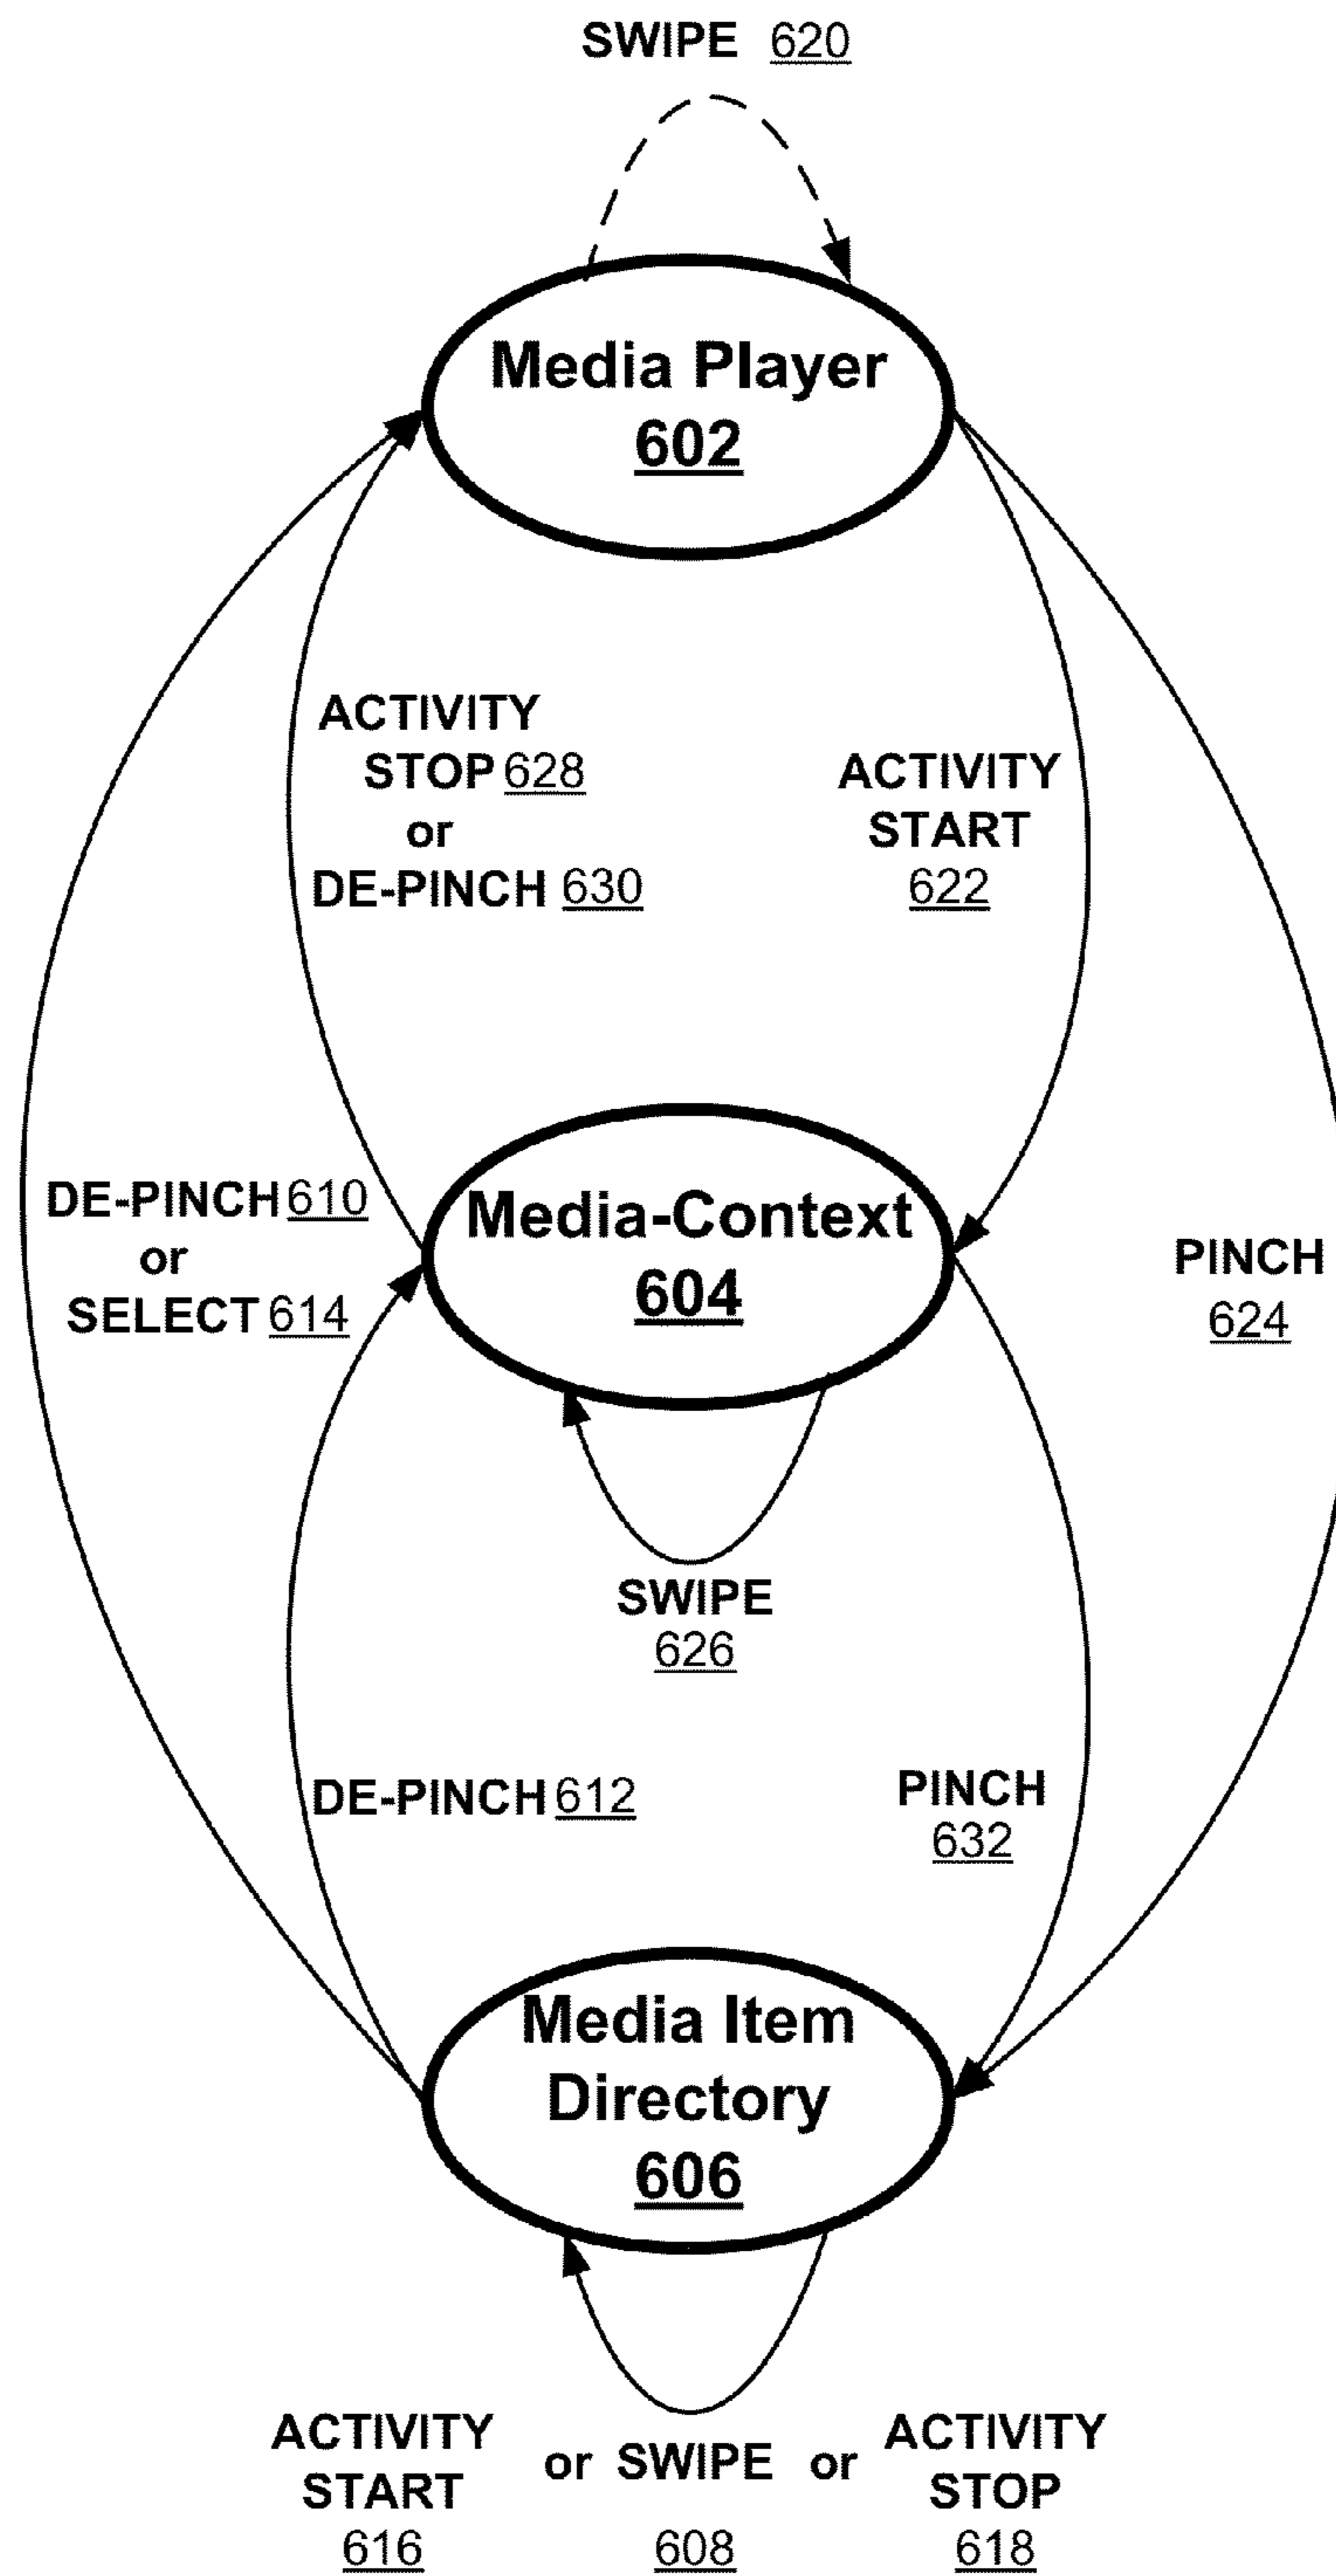 SWIPE 620
Media Player
602
ACTIVITY
STOP 628
or
DE-PINCH 630
ACTIVITY
START
622
DE-PINCH 610
or
SELECT 614
Media-Context
604
PINCH
624
SWIPE
626
DE-PINCH 612
PINCH
632
Media Item
Directory
606
ACTIVITY
START
616
or SWIPE or
608
ACTIVITY
STOP
618